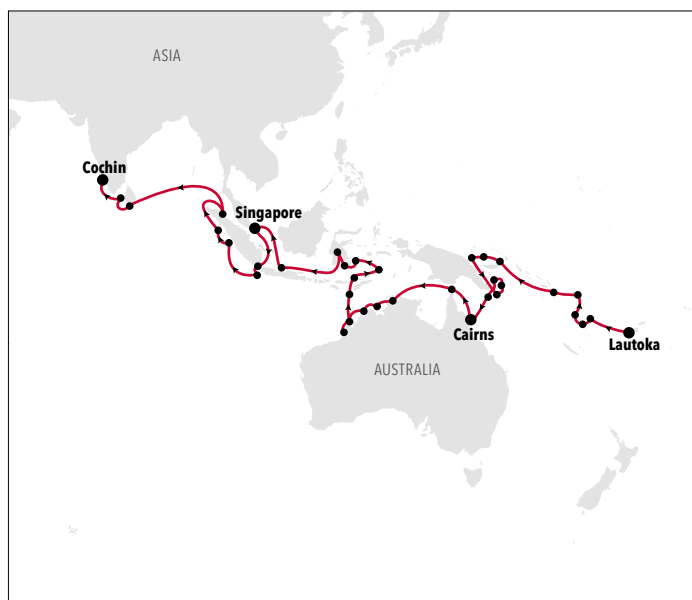 ASIA
Cochin
Singapore
Cairns
Lautoka
AUSTRALIA